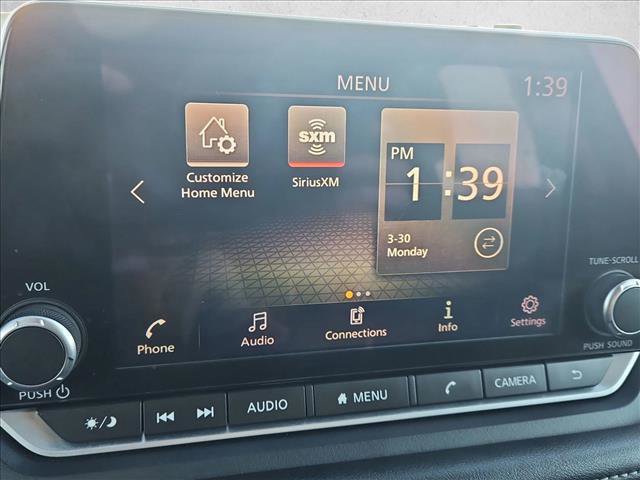 MENU
1:39
sxm
Customize
Home Menu
SiriusXM
PM
1:39
3-30
Monday
Phone
Audio
Connections
Info
Settings
VOL
PUSH
TUNE-SCROLL
PUSH SOUND
AUDIO
MENU
CAMERA